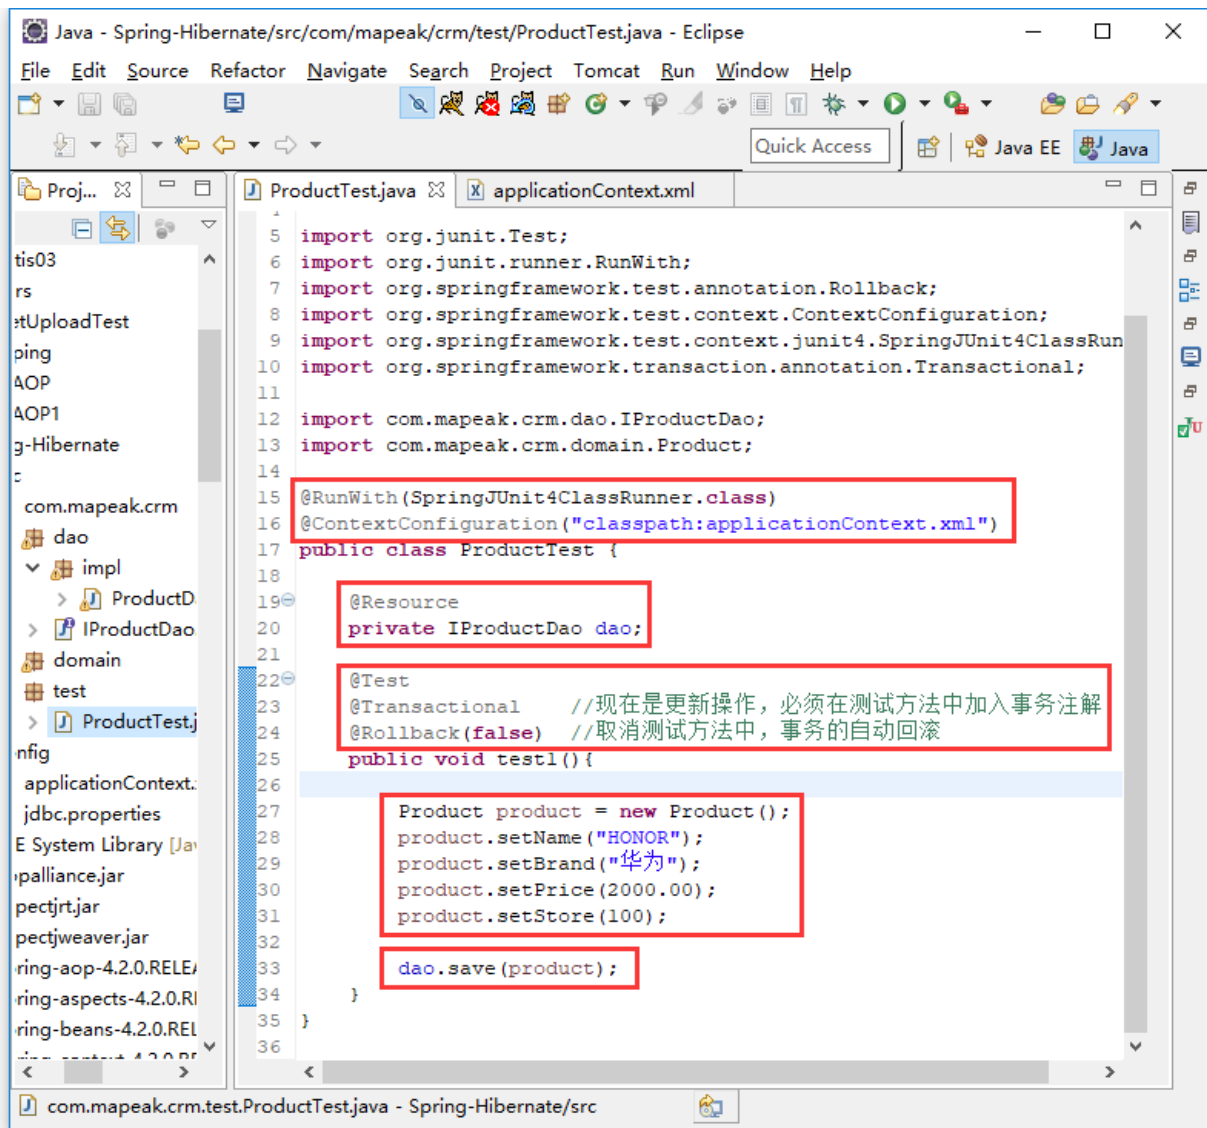 Java - Spring-Hibernate/src/com/mapeak/crm/test/ProductTest.java - Eclipse
File Edit Source Refactor Navigate Search Project Tomcat Run Window Help
Quick Access
Java EE
Java
Proj...
ProductTest.java
applicationContext.xml
tis03
rs
etUploadTest
ping
AOP
AOP1
g-Hibernate
c
com.mapeak.crm
dao
impl
ProductD
IProductDao
domain
test
ProductTest.j
nfig
applicationContext.
jdbc.properties
E System Library [Ja
palliance.jar
pectjrt.jar
pectjweaver.jar
ring-aop-4.2.0.RELEA
ring-aspects-4.2.0.RE
ring-beans-4.2.0.REL
5 import org.junit.Test;
6 import org.junit.runner.RunWith;
7 import org.springframework.test.annotation.Rollback;
8 import org.springframework.test.context.ContextConfiguration;
9 import org.springframework.test.context.junit4.SpringJUnit4ClassRun
10 import org.springframework.transaction.annotation.Transactional;
11
12 import com.mapeak.crm.dao.IProductDao;
13 import com.mapeak.crm.domain.Product;
14
15 @RunWith(SpringJUnit4ClassRunner.class)
16 @ContextConfiguration("classpath:applicationContext.xml")
17 public class ProductTest {
18
19 @Resource
20 private IProductDao dao;
21
22 @Test
23 @Transactional //现在是更新操作，必须在测试方法中加入事务注解
24 @Rollback(false) //取消测试方法中，事务的自动回滚
25 public void test1(){
26
27 Product product = new Product();
28 product.setName("HONOR");
29 product.setBrand("华为");
30 product.setPrice(2000.00);
31 product.setStore(100);
32
33 dao.save(product);
34 }
35 }
36
com.mapeak.crm.test.ProductTest.java - Spring-Hibernate/src